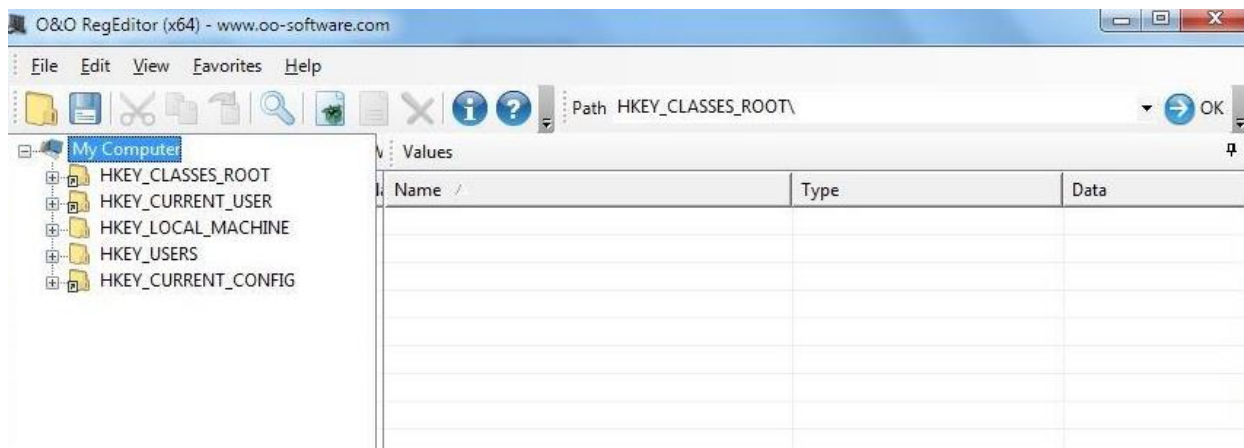 O&O RegEditor (x64) - www.oo-software.com
File Edit View Favorites Help
Path HKEY_CLASSES_ROOT\ OK
My Computer
Values
HKEY_CLASSES_ROOT
Name Type Data
HKEY_CURRENT_USER
HKEY_LOCAL_MACHINE
HKEY_USERS
HKEY_CURRENT_CONFIG